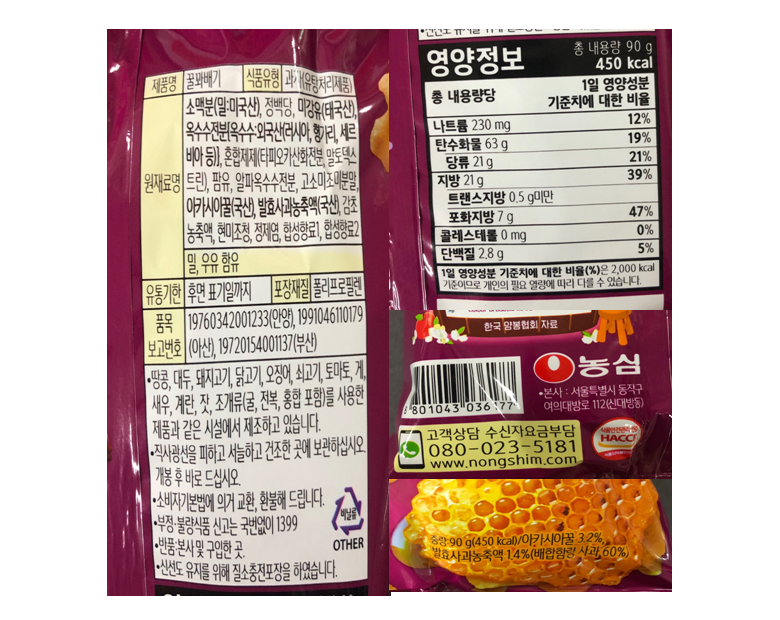 제품명 꿀꽈배기 식품유형 과자(유탕처리제품)
원재료명
소맥분(밀:미국산), 정백당, 미강유(태국산),
옥수수전분[옥수수:외국산(러시아, 헝가리, 세르
비아 등)], 혼합제제(타피오카산화전분, 말토덱스
트린), 팜유, 알파옥수수전분, 고소미조미분말,
아카시아꿀(국산), 발효사과농축액(국산), 감초
농축액, 현미조청, 정제염, 합성향료1, 합성향료2
밀, 우유 함유
유통기한 후면 표기일까지 포장재질 폴리프로필렌
품목
보고번호
19760342001233(안양), 1991046110179
(아산), 19720154001137(부산)
•땅콩, 대두, 돼지고기, 닭고기, 오징어, 쇠고기, 토마토, 게,
새우, 계란, 잣, 조개류(굴, 전복, 홍합 포함)를 사용한
제품과 같은 시설에서 제조하고 있습니다.
•직사광선을 피하고 서늘하고 건조한 곳에 보관하십시오.
개봉 후 바로 드십시오.
•소비자기본법에 의거 교환, 환불해 드립니다.
•부정·불량식품 신고는 국번없이 1399
•반품:본사 및 구입한 곳.
•신선도 유지를 위해 질소충전포장을 하였습니다.
비닐류
OTHER
영양정보 총 내용량 90 g
450 kcal
총 내용량당 1일 영양성분
기준치에 대한 비율
나트륨 230 mg 12%
탄수화물 63 g 19%
당류 21 g 21%
지방 21 g 39%
트랜스지방 0.5 g미만
포화지방 7 g 47%
콜레스테롤 0 mg 0%
단백질 2.8 g 5%
1일 영양성분 기준치에 대한 비율(%)은 2,000 kcal
기준이므로 개인의 필요 열량에 따라 다를 수 있습니다.
한국 양봉협회 자료
농심
•본사 : 서울특별시 동작구
여의대방로 112(신대방동)
8801043 036177
고객상담 수신자요금부담
080-023-5181
www.nongshim.com
HACCP
중량 90 g(450 kcal)/아카시아꿀 3.2%,
발효사과농축액 1.4%(배합함량 사과 60%)